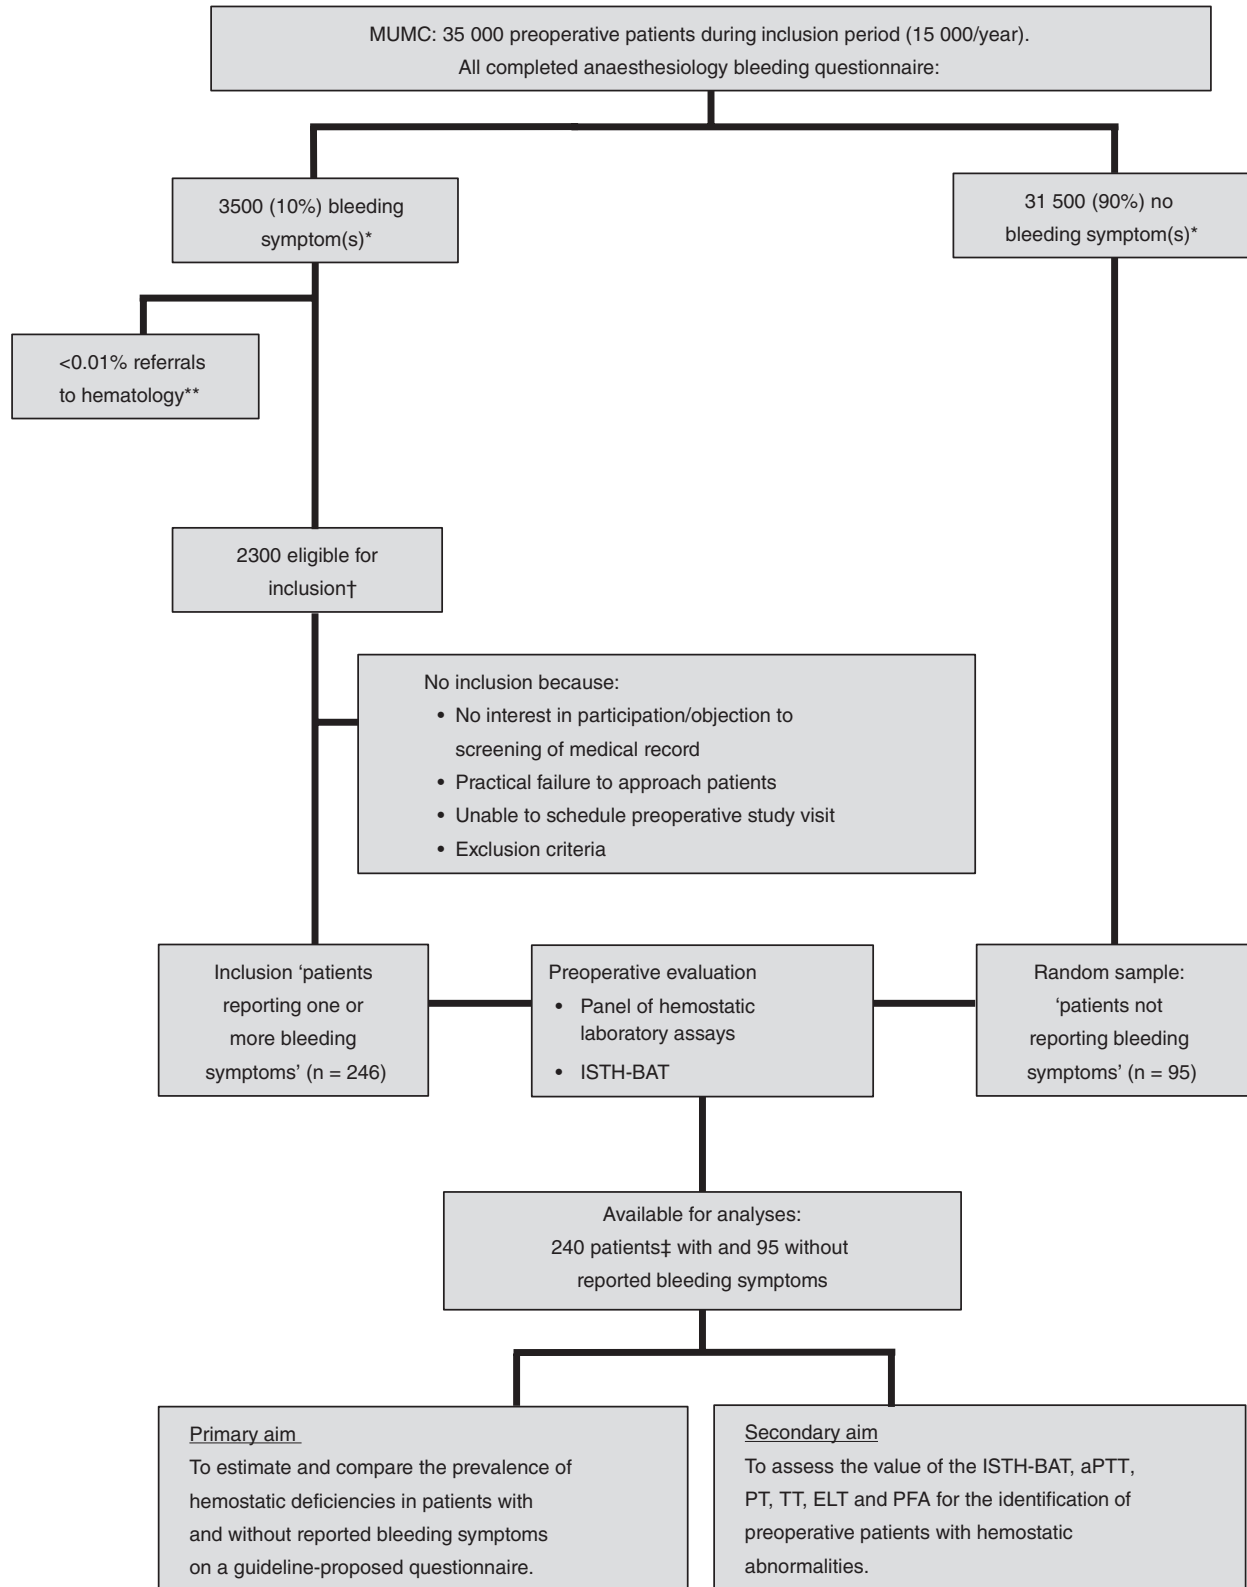 MUMC: 35 000 preoperative patients during inclusion period (15 000/year).
All completed anaesthesiology bleeding questionnaire:
3500 (10%) bleeding
symptom(s)*
31 500 (90%) no
bleeding symptom(s)*
<0.01% referrals
to hematology**
2300 eligible for
inclusion†
No inclusion because:
• No interest in participation/objection to
screening of medical record
• Practical failure to approach patients
• Unable to schedule preoperative study visit
• Exclusion criteria
Inclusion ‘patients
reporting one or
more bleeding
symptoms’ (n = 246)
Preoperative evaluation
• Panel of hemostatic
laboratory assays
• ISTH-BAT
Random sample:
‘patients not
reporting bleeding
symptoms’ (n = 95)
Available for analyses:
240 patients‡ with and 95 without
reported bleeding symptoms
Primary aim
To estimate and compare the prevalence of
hemostatic deficiencies in patients with
and without reported bleeding symptoms
on a guideline-proposed questionnaire.
Secondary aim
To assess the value of the ISTH-BAT, aPTT,
PT, TT, ELT and PFA for the identification of
preoperative patients with hemostatic
abnormalities.